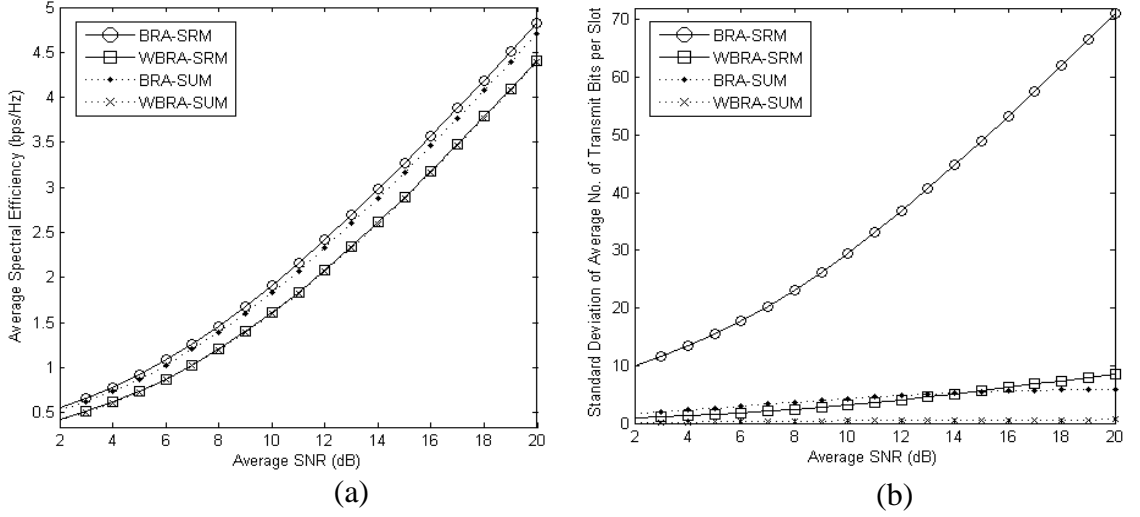 5
4.5
4
3.5
3
2.5
2
1.5
1
0.5
2
4
6
8
10
12
14
16
18
20
Average Spectral Efficiency (bps/Hz)
Average SNR (dB)
BRA-SRM
WBRA-SRM
BRA-SUM
WBRA-SUM
(a)
70
60
50
40
30
20
10
0
2
4
6
8
10
12
14
16
18
20
Standard Deviation of Average No. of Transmit Bits per Slot
Average SNR (dB)
BRA-SRM
WBRA-SRM
BRA-SUM
WBRA-SUM
(b)